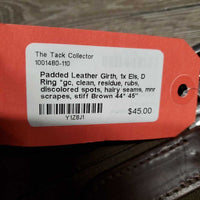 The Tack Collector
1001480-110
Padded Leather Girth, 1x Els, D
Ring *gc, clean, residue, rubs,
discolored spots, hairy seams, mnr
scrapes, stiff Brown 44" 45"
Y1Z8J1
$45.00